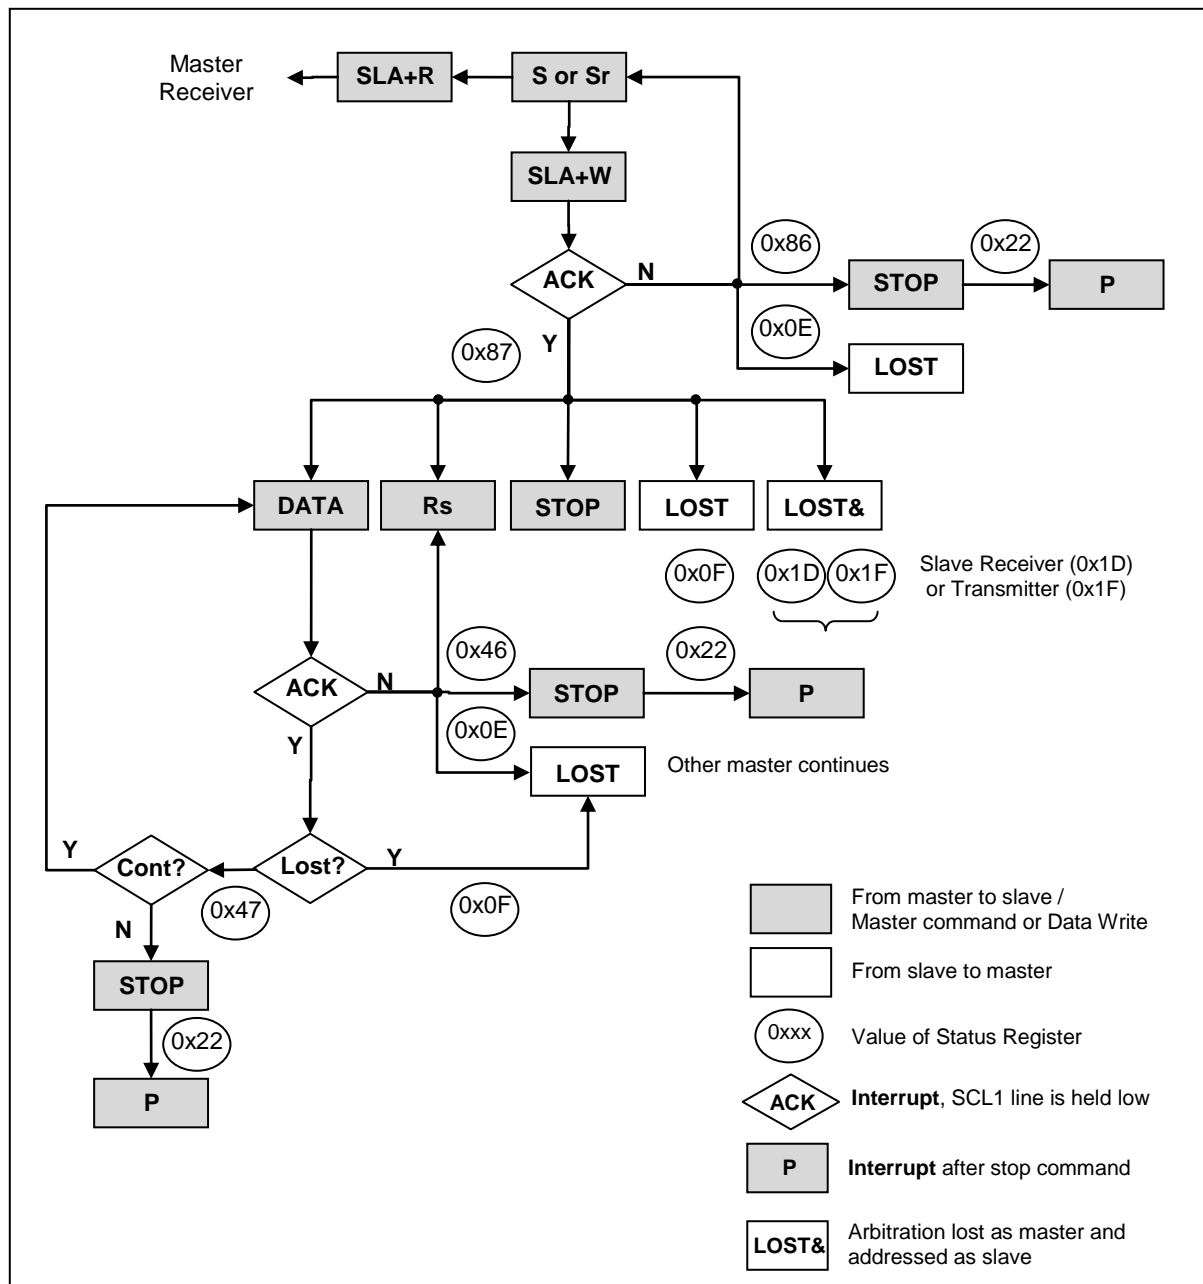 Master
Receiver
SLA+R
S or Sr
SLA+W
ACK
N
0x86
STOP
0x22
P
0x0E
LOST
Y
0x87
DATA
Rs
STOP
LOST
LOST&
0x0F
0x1D
0x1F
Slave Receiver (0x1D)
or Transmitter (0x1F)
ACK
N
0x46
STOP
0x22
P
0x0E
LOST
Other master continues
Y
Lost?
Y
0x0F
0x47
Cont?
Y
N
STOP
0x22
P
From master to slave /
Master command or Data Write
From slave to master
0xxx
Value of Status Register
ACK
Interrupt, SCL1 line is held low
P
Interrupt after stop command
LOST&
Arbitration lost as master and
addressed as slave